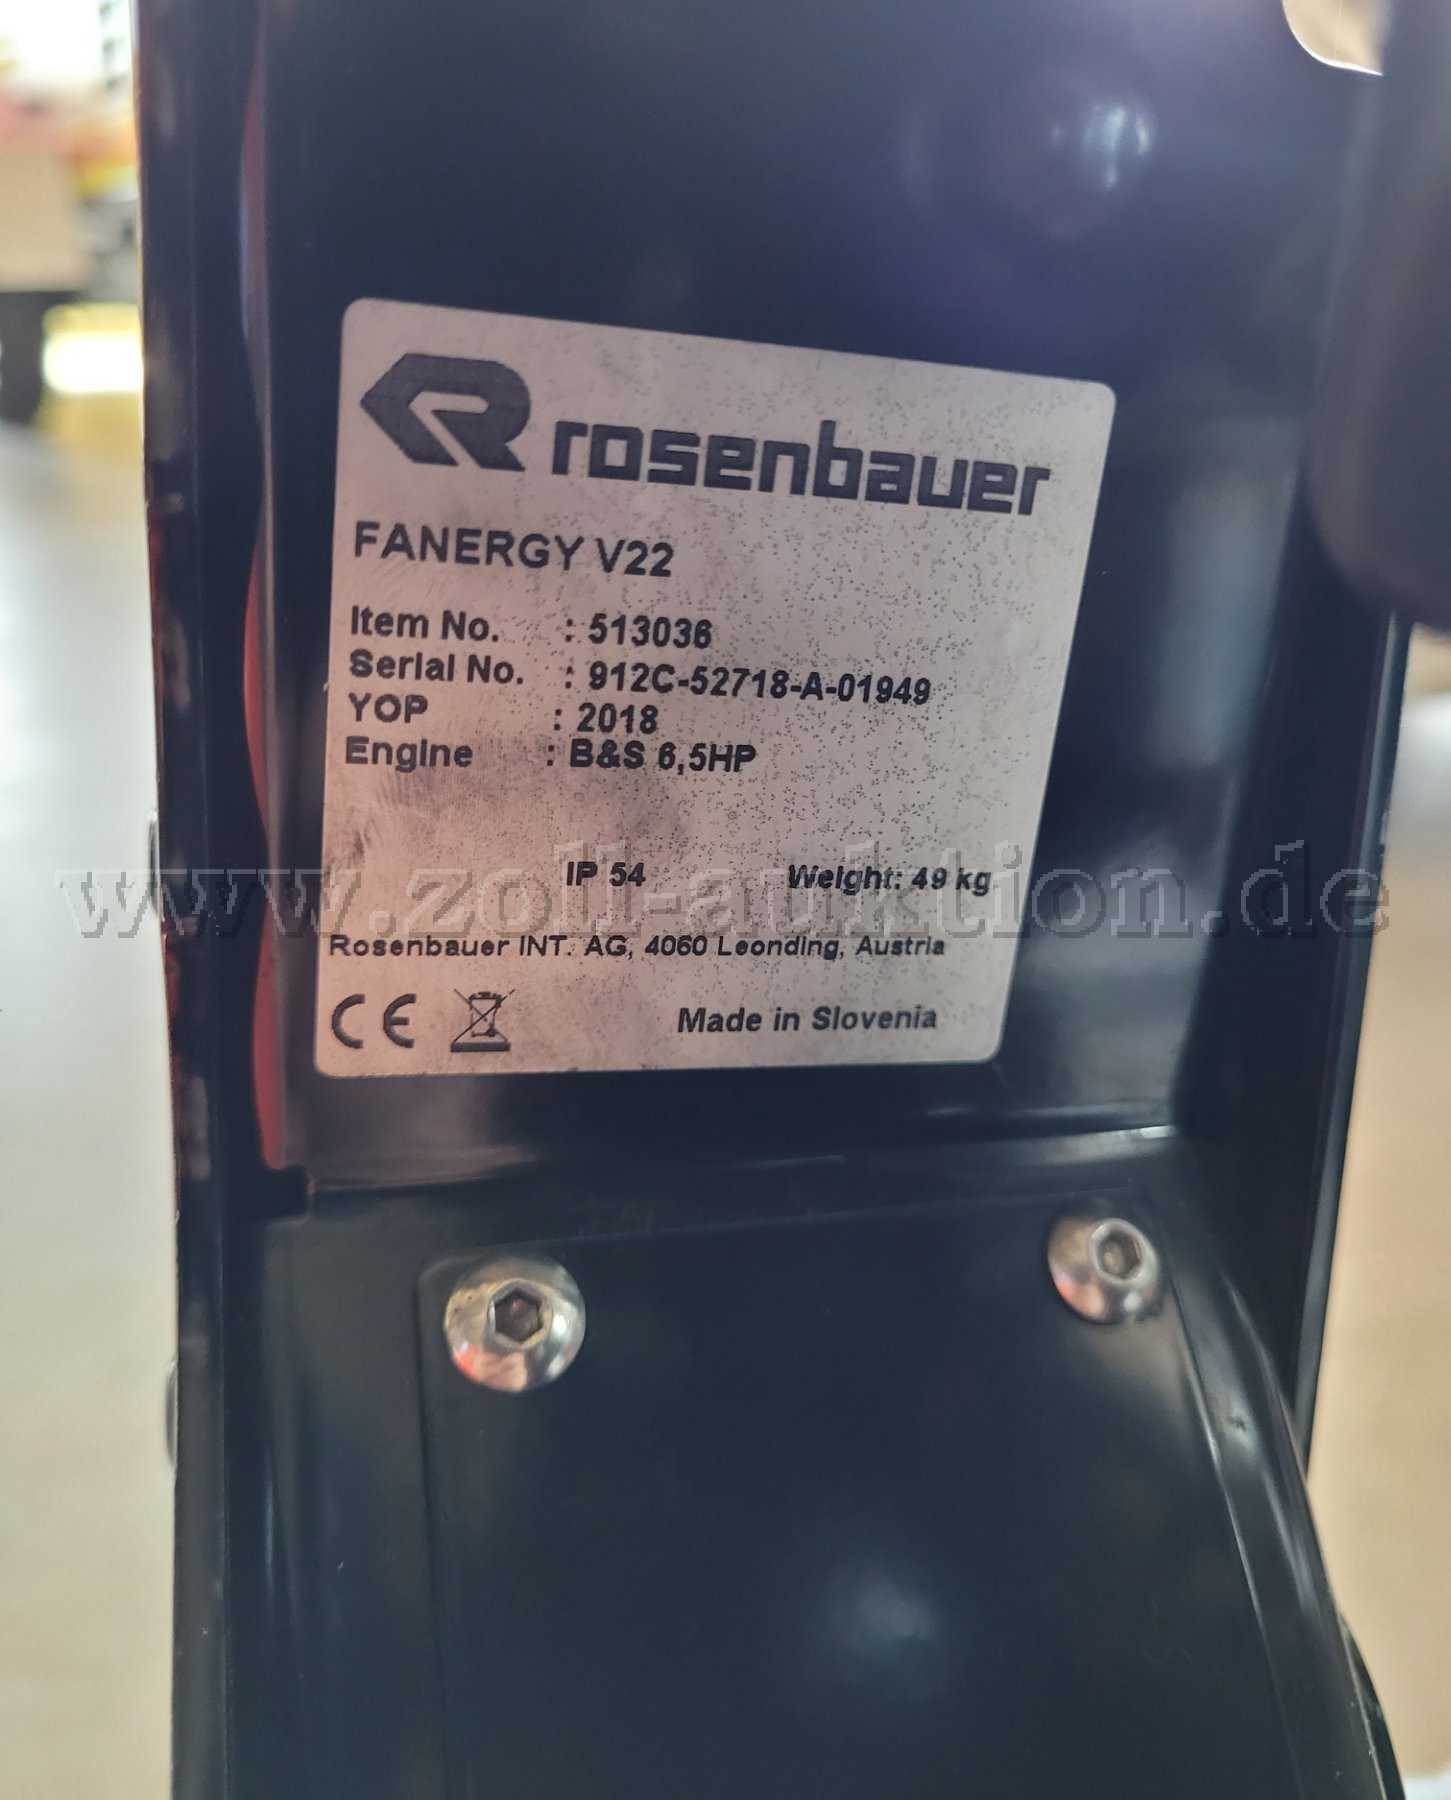 rosenbauer
FANERGY V22
Item No. : 513036
Serial No. : 912C-52718-A-01949
YOP : 2018
Engine : B&S 6,5HP
IP 54 Weight: 49 kg
www.zoll-auktion.de
Rosenbauer INT. AG, 4060 Leonding, Austria
CE Made in Slovenia